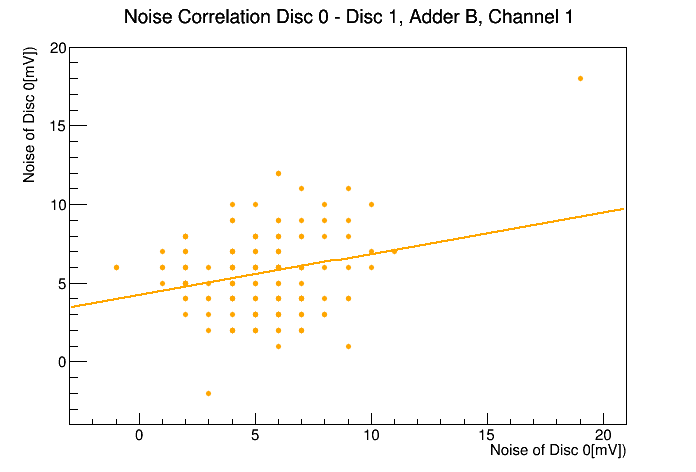 Noise Correlation Disc 0 - Disc 1, Adder B, Channel 1
Noise of Disc 0[mV])
20
15
10
5
0
0 5 10 15 20
Noise of Disc 0[mV])